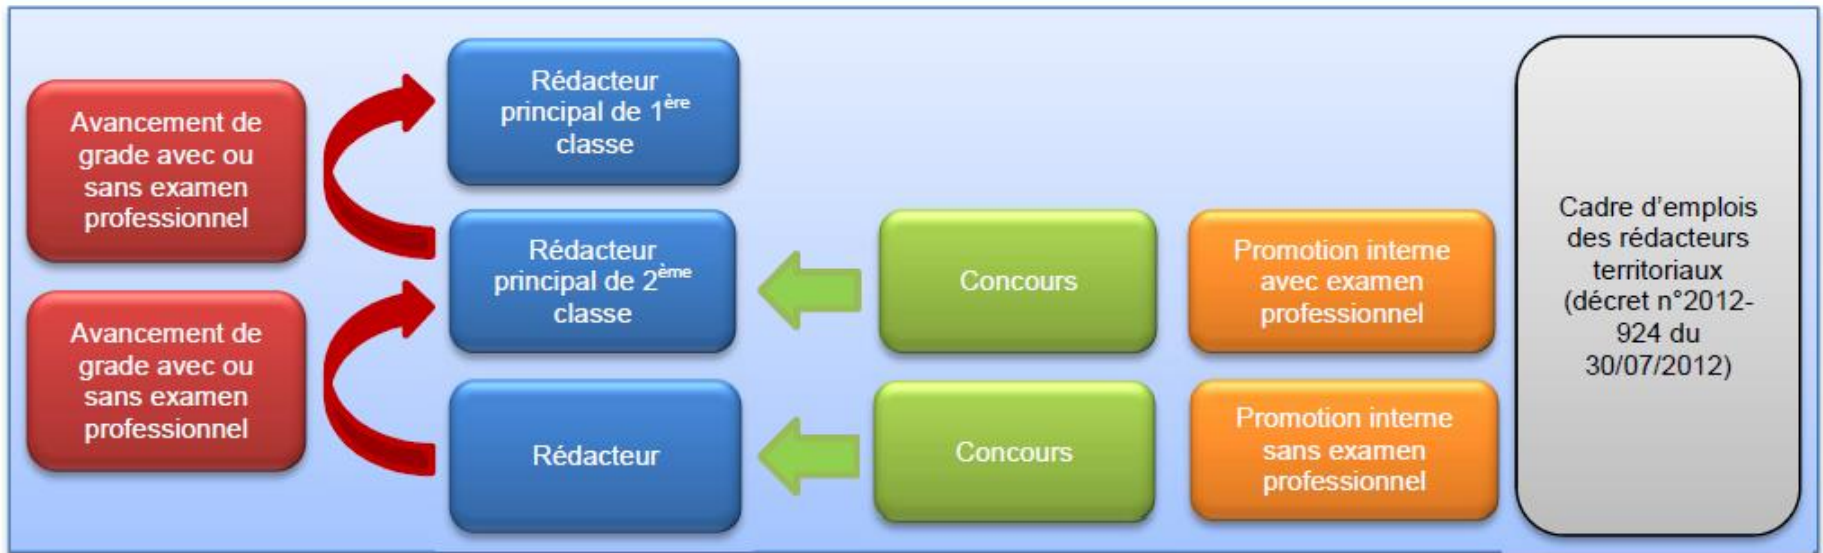 Avancement de
grade avec ou
sans examen
professionnel
Avancement de
grade avec ou
sans examen
professionnel
Rédacteur
principal de 1ère
classe
Rédacteur
principal de 2ème
classe
Rédacteur
Concours
Concours
Promotion interne
avec examen
professionnel
Promotion interne
sans examen
professionnel
Cadre d’emplois
des rédacteurs
territoriaux
(décret n°2012-
924 du
30/07/2012)